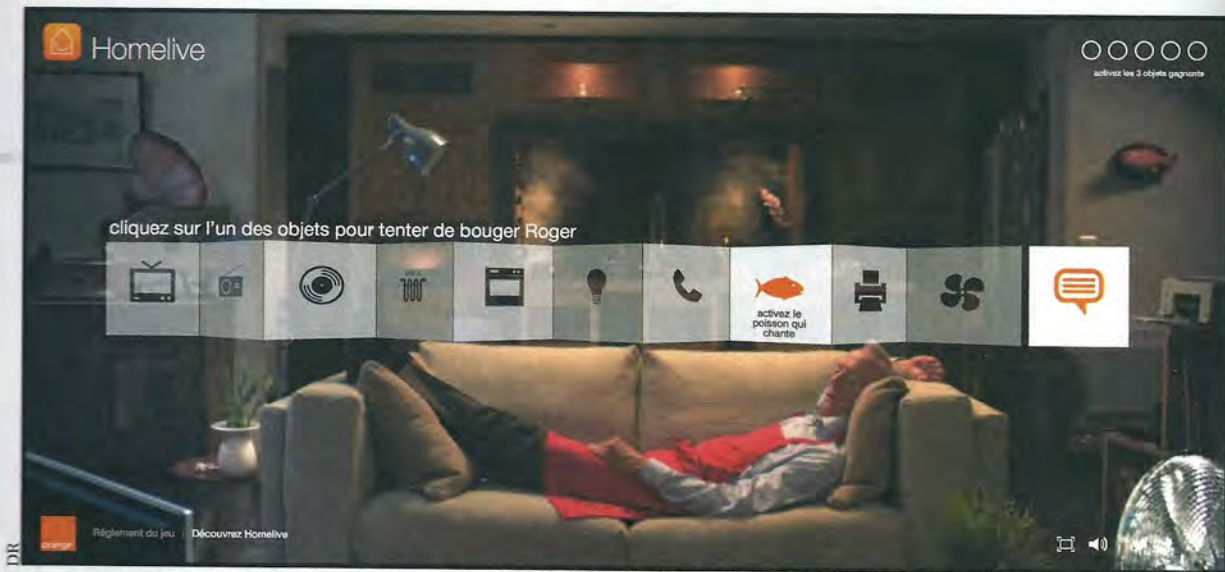 Homelive
activez les 3 objets gagnants
cliquez sur l'un des objets pour tenter de bouger Roger
activez le
poisson qui
chante
orange
Réglement du jeu | Découvrez Homelive
DR